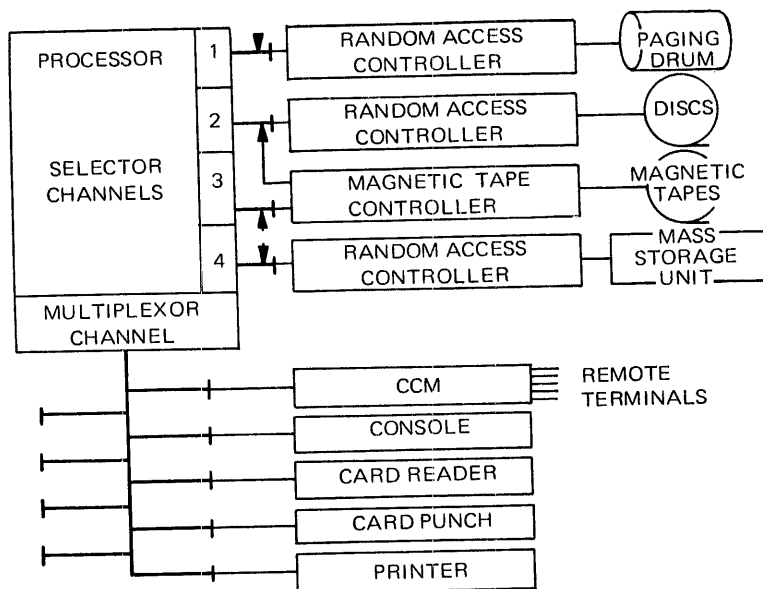 PROCESSOR
SELECTOR
CHANNELS
1
2
3
4
MULTIPLEXOR
CHANNEL
RANDOM ACCESS
CONTROLLER
PAGING
DRUM
RANDOM ACCESS
CONTROLLER
DISCS
MAGNETIC TAPE
CONTROLLER
MAGNETIC
TAPES
RANDOM ACCESS
CONTROLLER
MASS
STORAGE
UNIT
CCM
REMOTE
TERMINALS
CONSOLE
CARD READER
CARD PUNCH
PRINTER